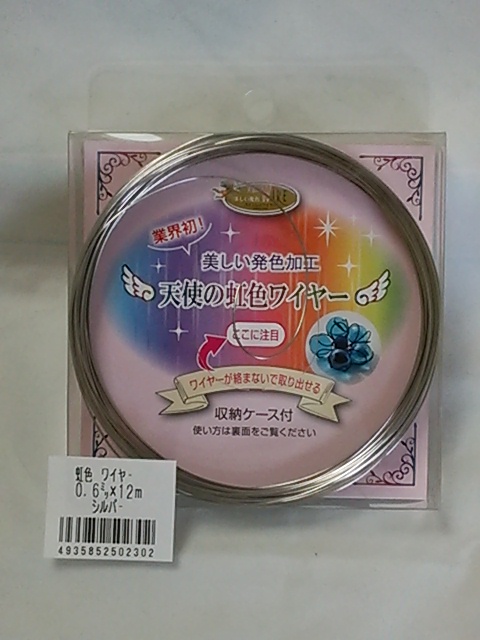 業界初!
美しい発色加工
天使の虹色ワイヤー
ここに注目
ワイヤーが絡まないで取り出せる
収納ケース付
使い方は裏面をご覧ください
虹色 ワイヤー
0.6㍉×12m
シルバー
4935852502302